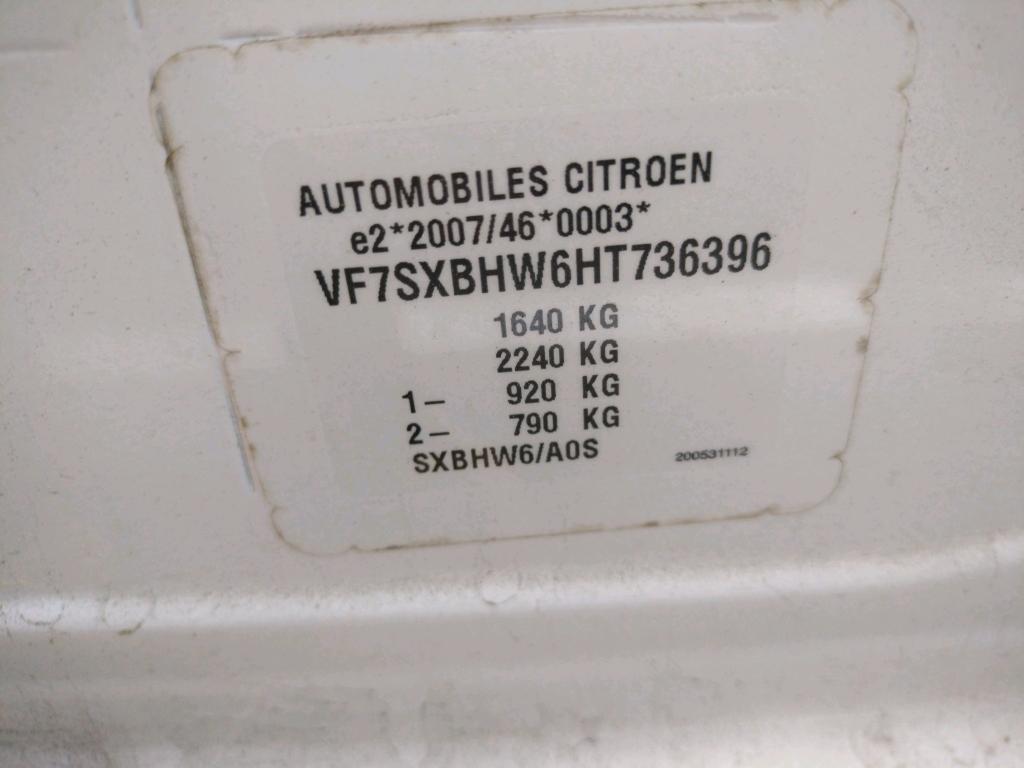 AUTOMOBILES CITROEN
e2*2007/46*0003*
VF7SXBHW6HT736396
1640 KG
2240 KG
1- 920 KG
2- 790 KG
SXBHW6/A0S
200531112